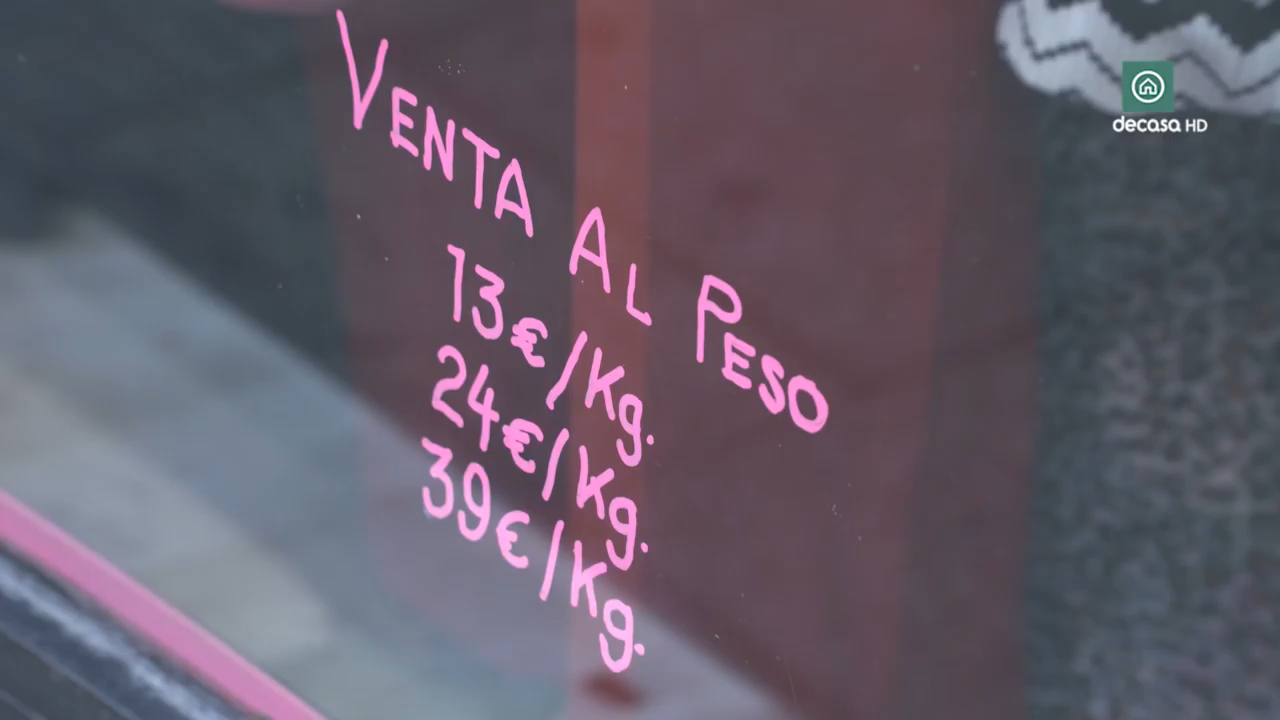 VENTA AL PESO
13€/kg.
24€/kg.
39€/kg.
decasa HD